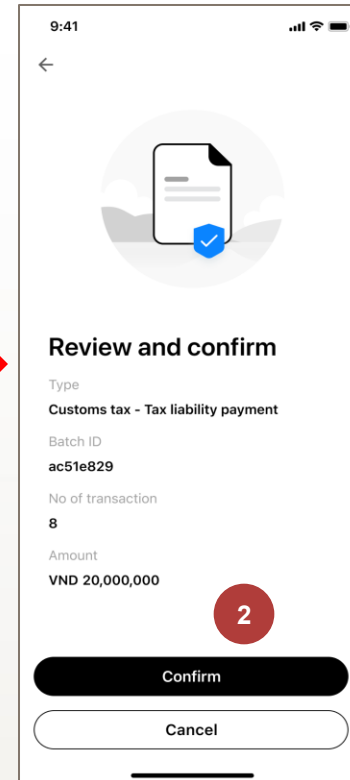 9:41
Review and confirm
Type
Customs tax - Tax liability payment
Batch ID
ac51e829
No of transaction
8
Amount
VND 20,000,000
2
Confirm
Cancel